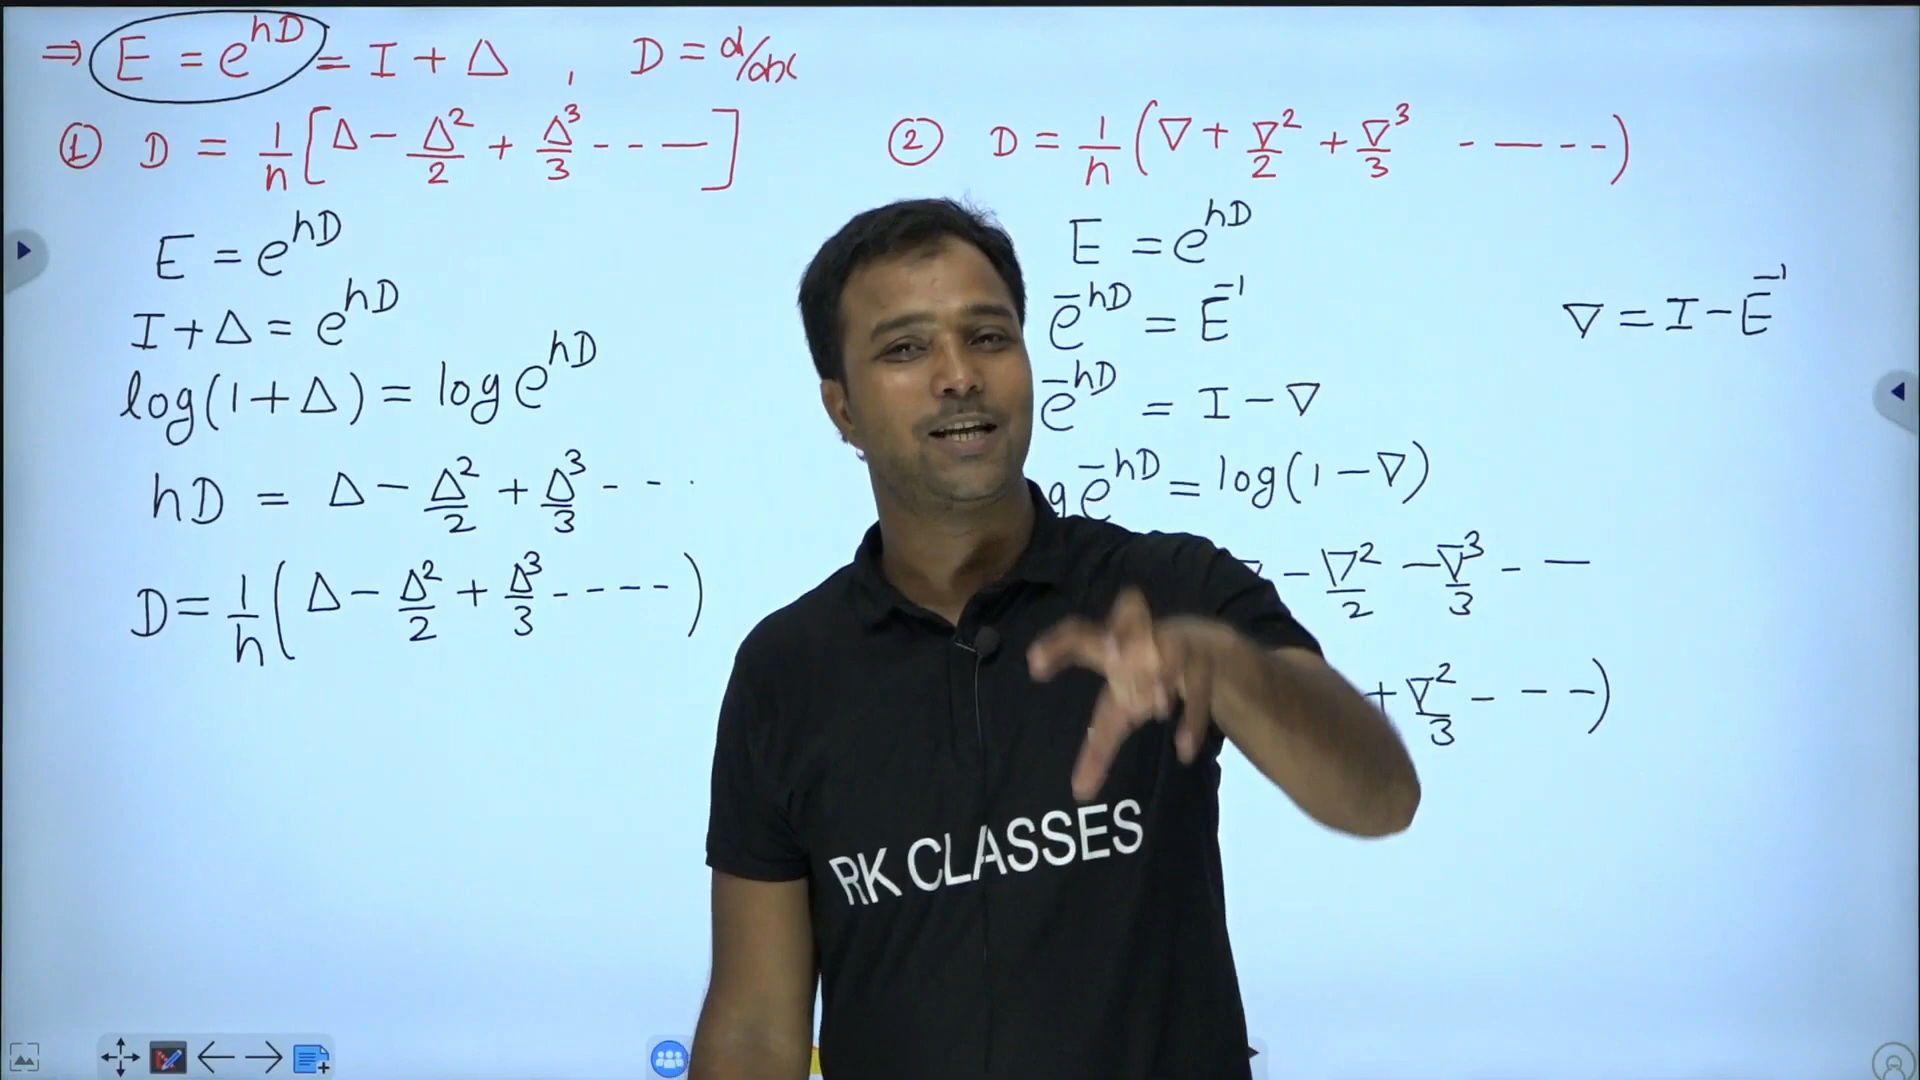 ⇒ E = e^{hD} = I + Δ , D = d/dx
① D = 1/h [Δ − Δ²/2 + Δ³/3 - - - —]
② D = 1/h (∇ + ∇²/2 + ∇³/3 - — - - -)
E = e^{hD}
I + Δ = e^{hD}
log(1 + Δ) = log e^{hD}
hD = Δ − Δ²/2 + Δ³/3 - - -
D = 1/h (Δ − Δ²/2 + Δ³/3 - - - - -)
E = e^{hD}
e^{-hD} = E^{-1}
e^{-hD} = I − ∇
g e^{-hD} = log(1 − ∇)
− ∇²/2 − ∇³/3 - —
+ ∇²/3 - - - -)
∇ = I − E^{-1}
RK CLASSES